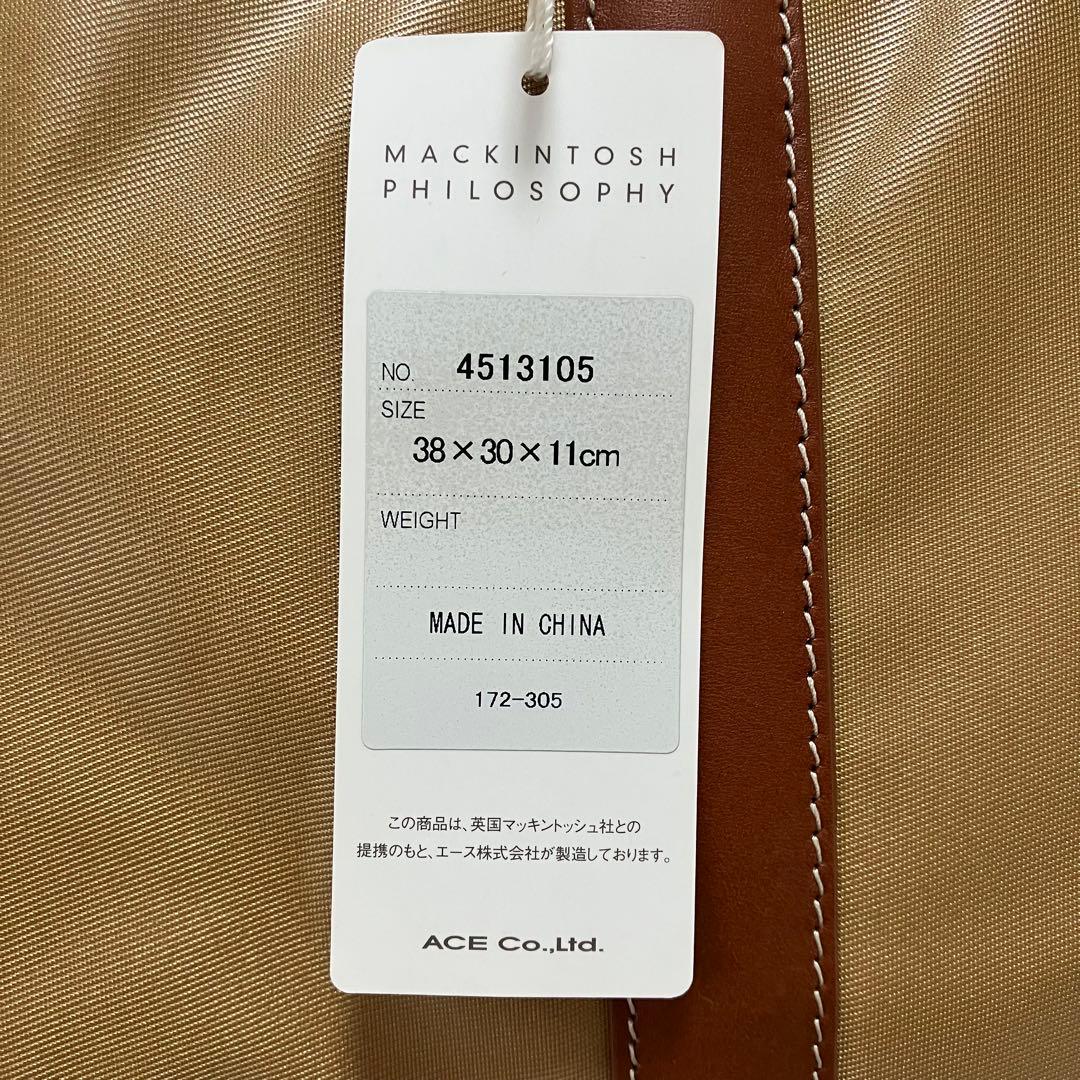 MACKINTOSH
PHILOSOPHY
NO. 4513105
SIZE
38×30×11cm
WEIGHT
MADE IN CHINA
172-305
この商品は、英国マッキントッシュ社との
提携のもと、エース株式会社が製造しております。
ACE Co.,Ltd.